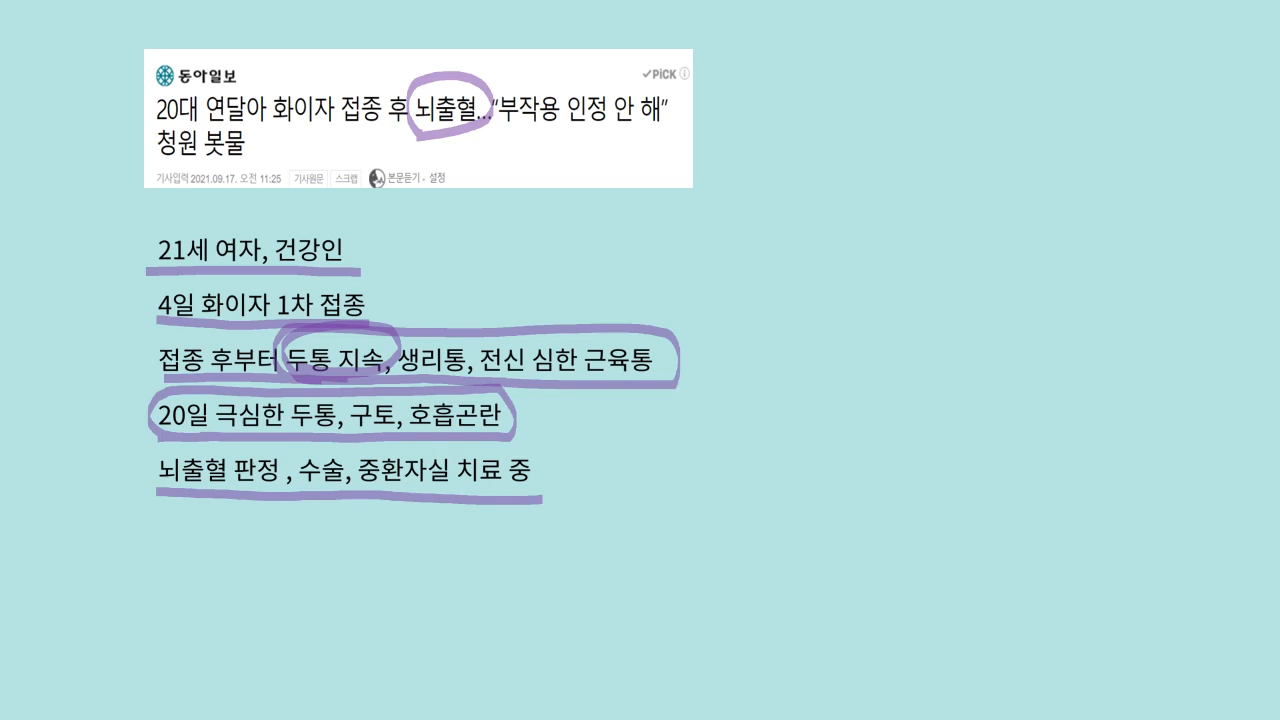 동아일보
✓PiCK ⓘ
20대 연달아 화이자 접종 후 뇌출혈…“부작용 인정 안 해”
청원 봇물
기사입력 2021.09.17. 오전 11:25 기사원문 스크랩 본문듣기 · 설정
21세 여자, 건강인
4일 화이자 1차 접종
접종 후부터 두통 지속, 생리통, 전신 심한 근육통
20일 극심한 두통, 구토, 호흡곤란
뇌출혈 판정 , 수술, 중환자실 치료 중